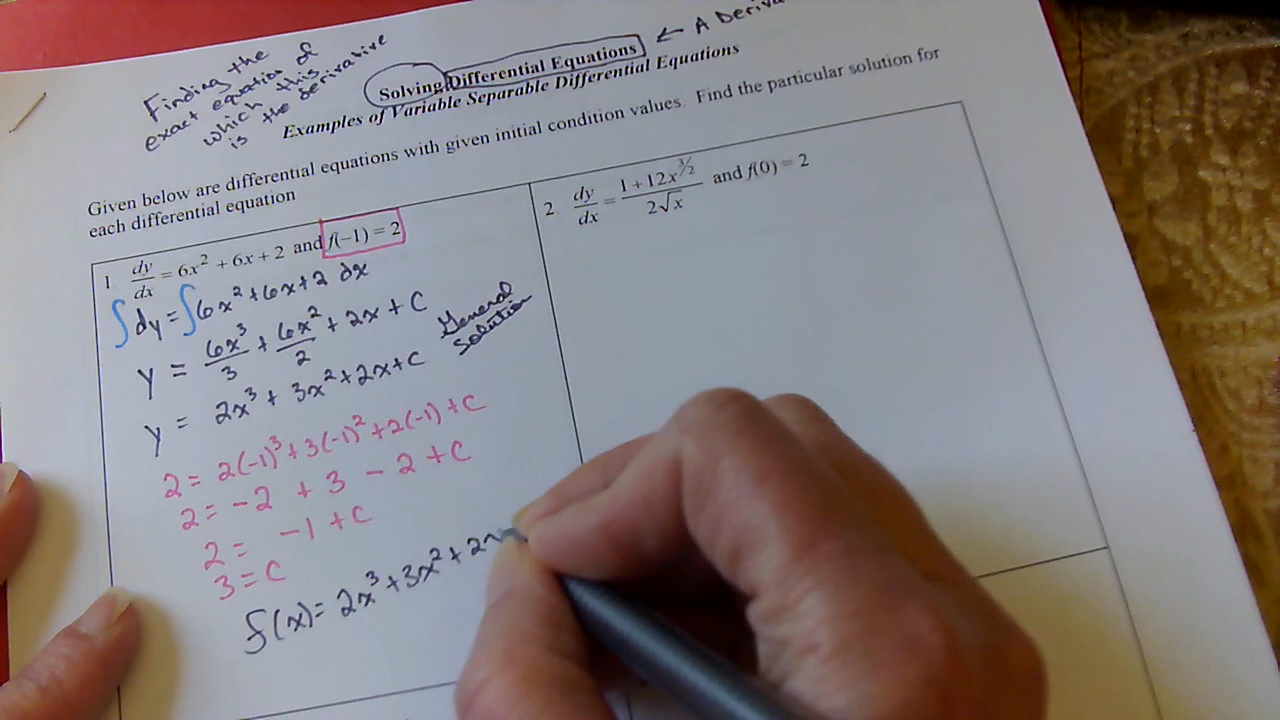 Finding the
exact equation of
which this
is the derivative
Solving Differential Equations ← A
Examples of Variable Separable Differential Equations
Given below are differential equations with given initial condition values. Find the particular solution for
each differential equation
1. dy/dx = 6x² + 6x + 2 and f(−1) = 2
∫dy = ∫6x² + 6x + 2 dx
y = 6x³/3 + 6x²/2 + 2x + C
y = 2x³ + 3x² + 2x + C
General
Solution
2 = 2(-1)³ + 3(-1)² + 2(-1) + C
2 = -2 + 3 - 2 + C
2 = -1 + C
3 = C
f(x) = 2x³ + 3x² + 2x
2. dy/dx = 1 + 12x^(3/2) / 2√x and f(0) = 2